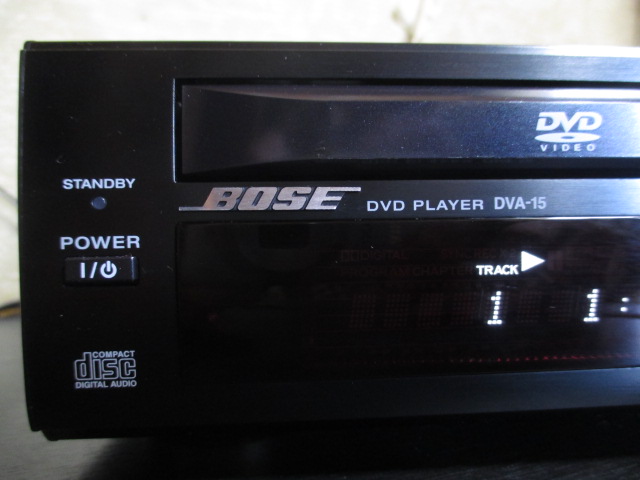 DVD
VIDEO
STANDBY
BOSE DVD PLAYER DVA-15
POWER
I/⏻
TRACK
1 1:
COMPACT
disc
DIGITAL AUDIO